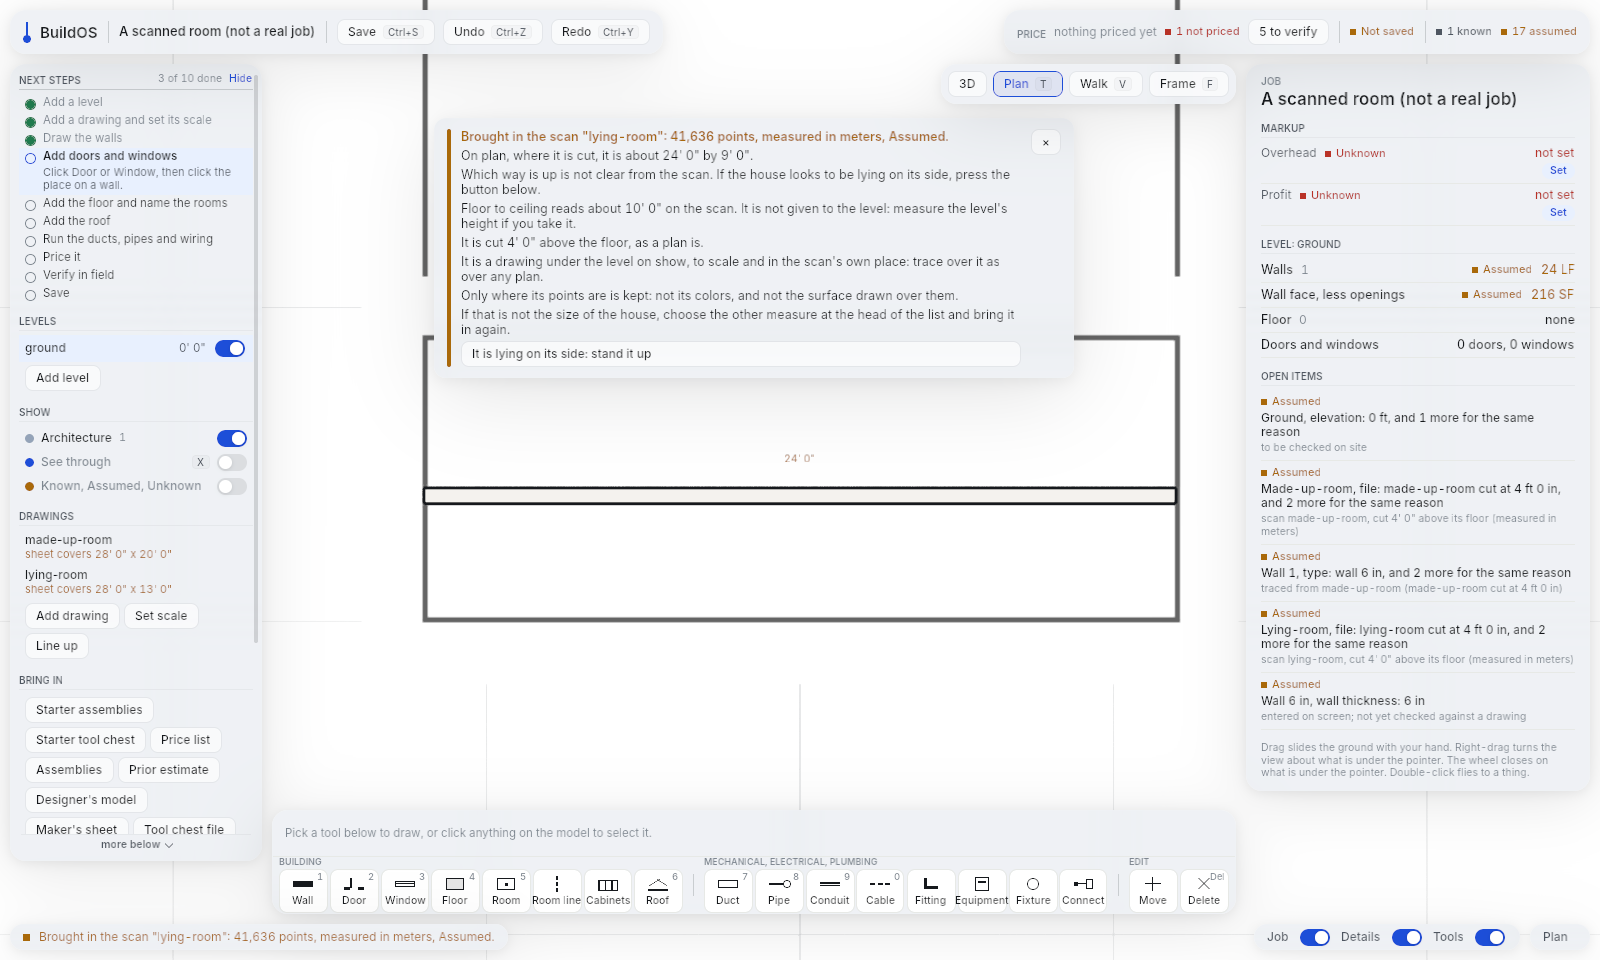 BuildOS
A scanned room (not a real job)
Save Ctrl+S
Undo Ctrl+Z
Redo Ctrl+Y
PRICE nothing priced yet 1 not priced
5 to verify
Not saved
1 known 17 assumed
3D
Plan T
Walk V
Frame F
NEXT STEPS 3 of 10 done Hide
Add a level
Add a drawing and set its scale
Draw the walls
Add doors and windows
Click Door or Window, then click the
place on a wall.
Add the floor and name the rooms
Add the roof
Run the ducts, pipes and wiring
Price it
Verify in field
Save
LEVELS
ground 0' 0"
Add level
SHOW
Architecture 1
See through X
Known, Assumed, Unknown
DRAWINGS
made-up-room
sheet covers 28' 0" x 20' 0"
lying-room
sheet covers 28' 0" x 13' 0"
Add drawing Set scale
Line up
BRING IN
Starter assemblies
Starter tool chest Price list
Assemblies Prior estimate
Designer's model
Maker's sheet Tool chest file
more below
Brought in the scan "lying-room": 41,636 points, measured in meters, Assumed.
×
On plan, where it is cut, it is about 24' 0" by 9' 0".
Which way is up is not clear from the scan. If the house looks to be lying on its side, press the
button below.
Floor to ceiling reads about 10' 0" on the scan. It is not given to the level: measure the level's
height if you take it.
It is cut 4' 0" above the floor, as a plan is.
It is a drawing under the level on show, to scale and in the scan's own place: trace over it as
over any plan.
Only where its points are is kept: not its colors, and not the surface drawn over them.
If that is not the size of the house, choose the other measure at the head of the list and bring it
in again.
It is lying on its side: stand it up
24' 0"
JOB
A scanned room (not a real job)
MARKUP
Overhead Unknown not set
Set
Profit Unknown not set
Set
LEVEL: GROUND
Walls 1 Assumed 24 LF
Wall face, less openings Assumed 216 SF
Floor 0 none
Doors and windows 0 doors, 0 windows
OPEN ITEMS
Assumed
Ground, elevation: 0 ft, and 1 more for the same
reason
to be checked on site
Assumed
Made-up-room, file: made-up-room cut at 4 ft 0 in,
and 2 more for the same reason
scan made-up-room, cut 4' 0" above its floor (measured in
meters)
Assumed
Wall 1, type: wall 6 in, and 2 more for the same reason
traced from made-up-room (made-up-room cut at 4 ft 0 in)
Assumed
Lying-room, file: lying-room cut at 4 ft 0 in, and 2
more for the same reason
scan lying-room, cut 4' 0" above its floor (measured in meters)
Assumed
Wall 6 in, wall thickness: 6 in
entered on screen; not yet checked against a drawing
Drag slides the ground with your hand. Right-drag turns the
view about what is under the pointer. The wheel closes on
what is under the pointer. Double-click flies to a thing.
Pick a tool below to draw, or click anything on the model to select it.
BUILDING
1 Wall
2 Door
3 Window
4 Floor
5 Room
Room line
Cabinets
6 Roof
MECHANICAL, ELECTRICAL, PLUMBING
7 Duct
8 Pipe
9 Conduit
0 Cable
Fitting
Equipment
Fixture
Connect
EDIT
Move
Del Delete
Brought in the scan "lying-room": 41,636 points, measured in meters, Assumed.
Job Details Tools Plan